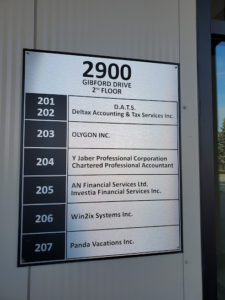 2900
GIBFORD DRIVE
2nd FLOOR
201
202
D.A.T.S.
Deltax Accounting & Tax Services Inc.
203
OLYGON INC.
204
Y Jaber Professional Corporation
Chartered Professional Accountant
205
AN Financial Services Ltd.
Investia Financial Services Inc.
206
Win2ix Systems Inc.
207
Panda Vacations Inc.